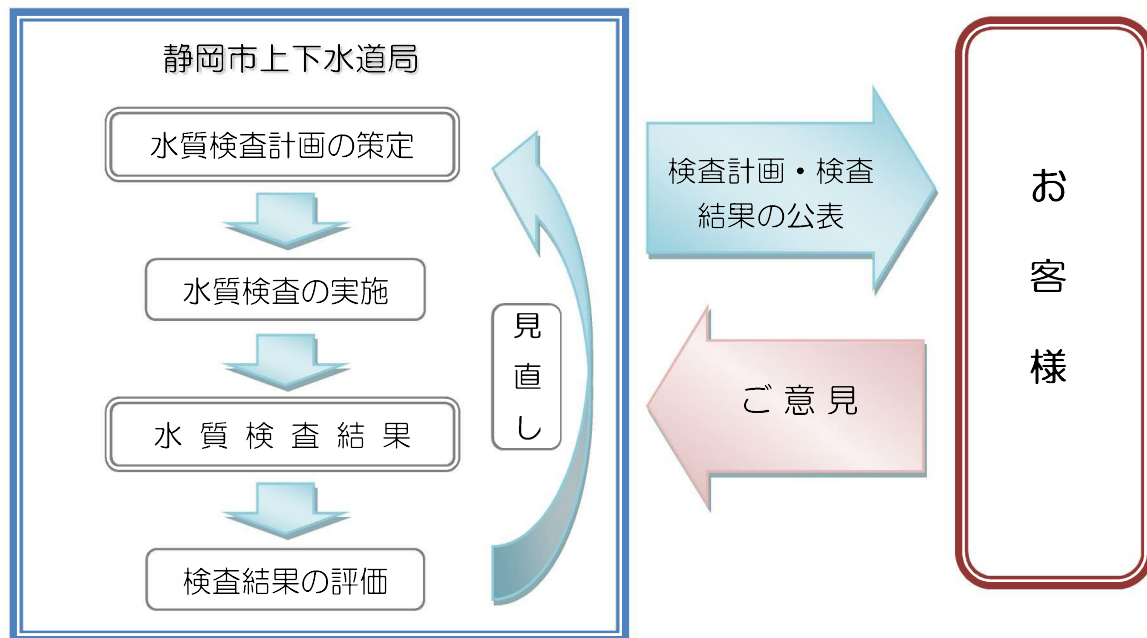 静岡市上下水道局
水質検査計画の策定
水質検査の実施
水質検査結果
検査結果の評価
見直し
検査計画・検査
結果の公表
ご意見
お客様